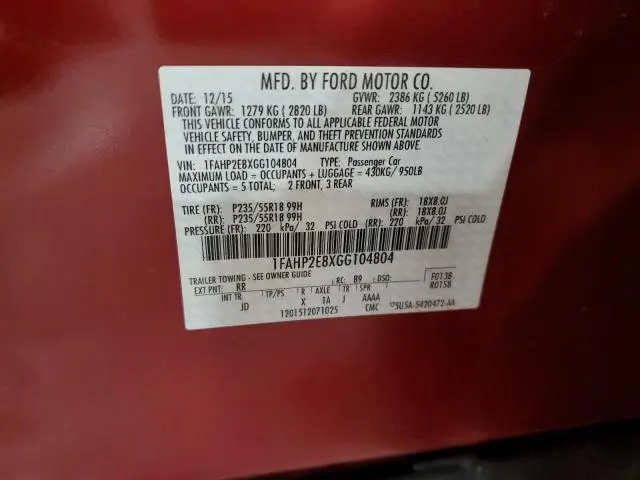 MFD. BY FORD MOTOR CO.
DATE: 12/15 GVWR: 2386 KG ( 5260 LB)
FRONT GAWR: 1279 KG ( 2820 LB) REAR GAWR: 1143 KG ( 2520 LB)
THIS VEHICLE CONFORMS TO ALL APPLICABLE FEDERAL MOTOR
VEHICLE SAFETY, BUMPER, AND THEFT PREVENTION STANDARDS
IN EFFECT ON THE DATE OF MANUFACTURE SHOWN ABOVE.
VIN: 1FAHP2E8XGG104804 TYPE: Passenger Car
MAXIMUM LOAD = OCCUPANTS + LUGGAGE = 430KG/ 950LB
OCCUPANTS = 5 TOTAL; 2 FRONT, 3 REAR
TIRE (FR): P235/55R18 99H RIMS (FR): 18X8.0J
(RR): P235/55R18 99H (RR): 18X8.0J
PRESSURE (FR): 220 kPa/ 32 PSI COLD (RR): 220 kPa/ 32 PSI COLD
1FAHP2E8XGG104804
TRAILER TOWING - SEE OWNER GUIDE
EXT PNT: RR RC: 89 DSO: F0138
INT TR TP/PS R AXLE TR SPR R0158
JD X 1A J AAAA
1201512071025 CMC 5U5A-5420472-AA